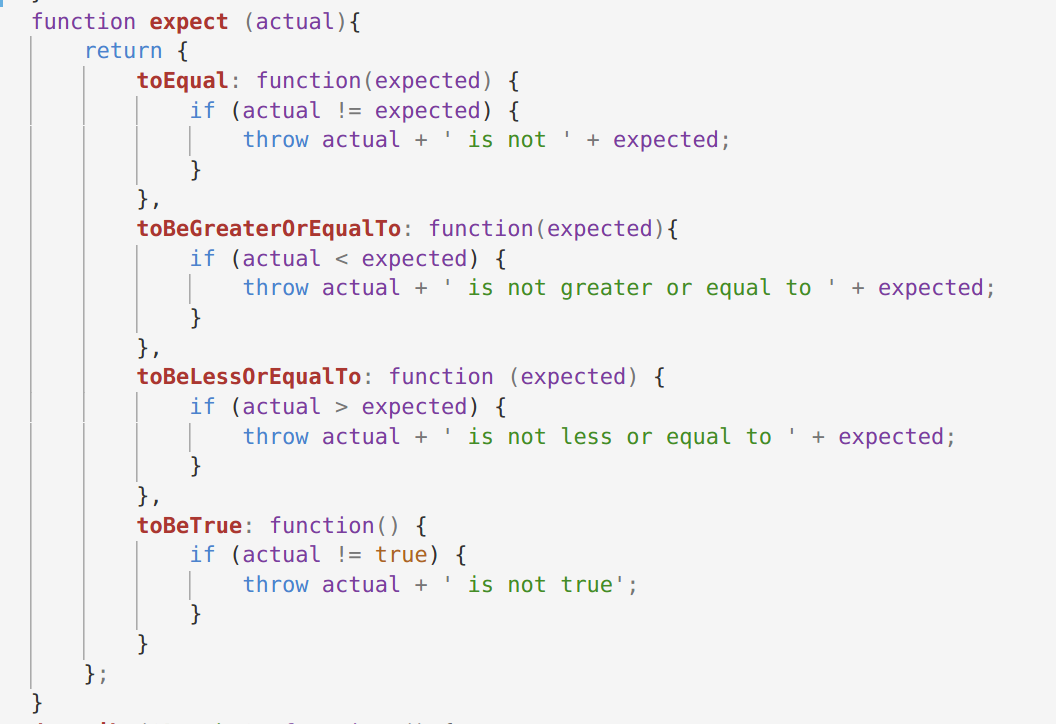 function expect (actual){
    return {
        toEqual: function(expected) {
            if (actual != expected) {
                throw actual + ' is not ' + expected;
            }
        },
        toBeGreaterOrEqualTo: function(expected){
            if (actual < expected) {
                throw actual + ' is not greater or equal to ' + expected;
            }
        },
        toBeLessOrEqualTo: function (expected) {
            if (actual > expected) {
                throw actual + ' is not less or equal to ' + expected;
            }
        },
        toBeTrue: function() {
            if (actual != true) {
                throw actual + ' is not true';
            }
        }
    };
}